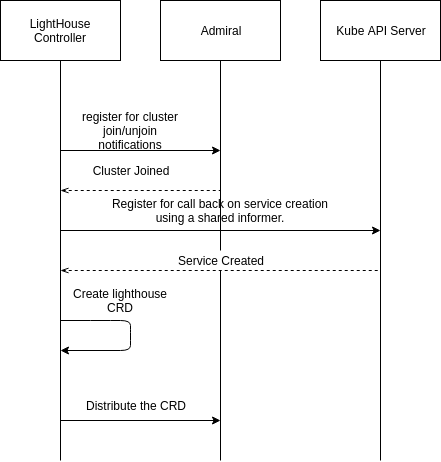 LightHouse
Controller
Admiral
Kube API Server
register for cluster
join/unjoin
notifications
Cluster Joined
Register for call back on service creation
using a shared informer.
Service Created
Create lighthouse
CRD
Distribute the CRD